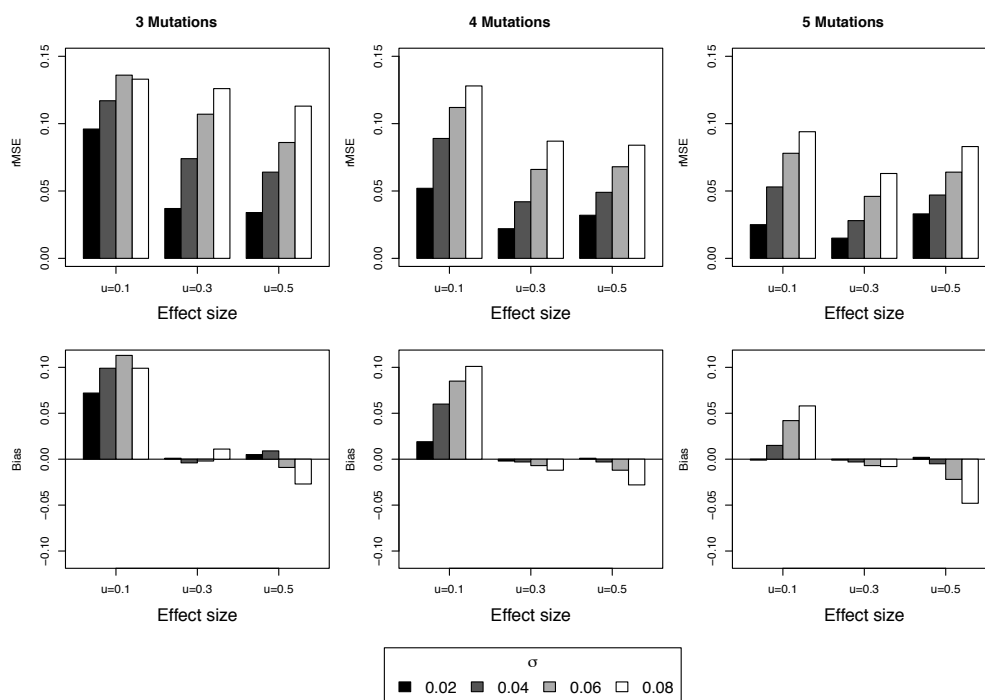 3 Mutations
4 Mutations
5 Mutations
rMSE
0.00 0.05 0.10 0.15
u=0.1 u=0.3 u=0.5
Effect size
rMSE
0.00 0.05 0.10 0.15
u=0.1 u=0.3 u=0.5
Effect size
rMSE
0.00 0.05 0.10 0.15
u=0.1 u=0.3 u=0.5
Effect size
Bias
−0.10 −0.05 0.00 0.05 0.10
u=0.1 u=0.3 u=0.5
Effect size
Bias
−0.10 −0.05 0.00 0.05 0.10
u=0.1 u=0.3 u=0.5
Effect size
Bias
−0.10 −0.05 0.00 0.05 0.10
u=0.1 u=0.3 u=0.5
Effect size
σ
0.02 0.04 0.06 0.08